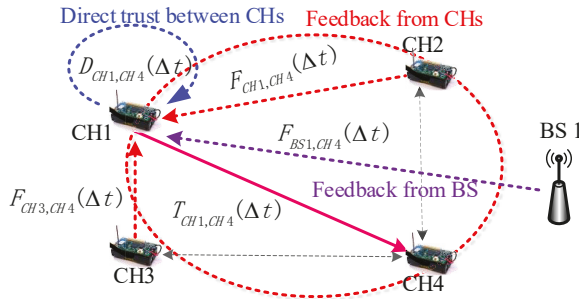 Direct trust between CHs
Feedback from CHs
D_{CH1,CH4}(Δt)
F_{CH1,CH4}(Δt)
CH2
CH1
F_{BS1,CH4}(Δt)
BS 1
Feedback from BS
F_{CH3,CH4}(Δt)
T_{CH1,CH4}(Δt)
CH3
CH4